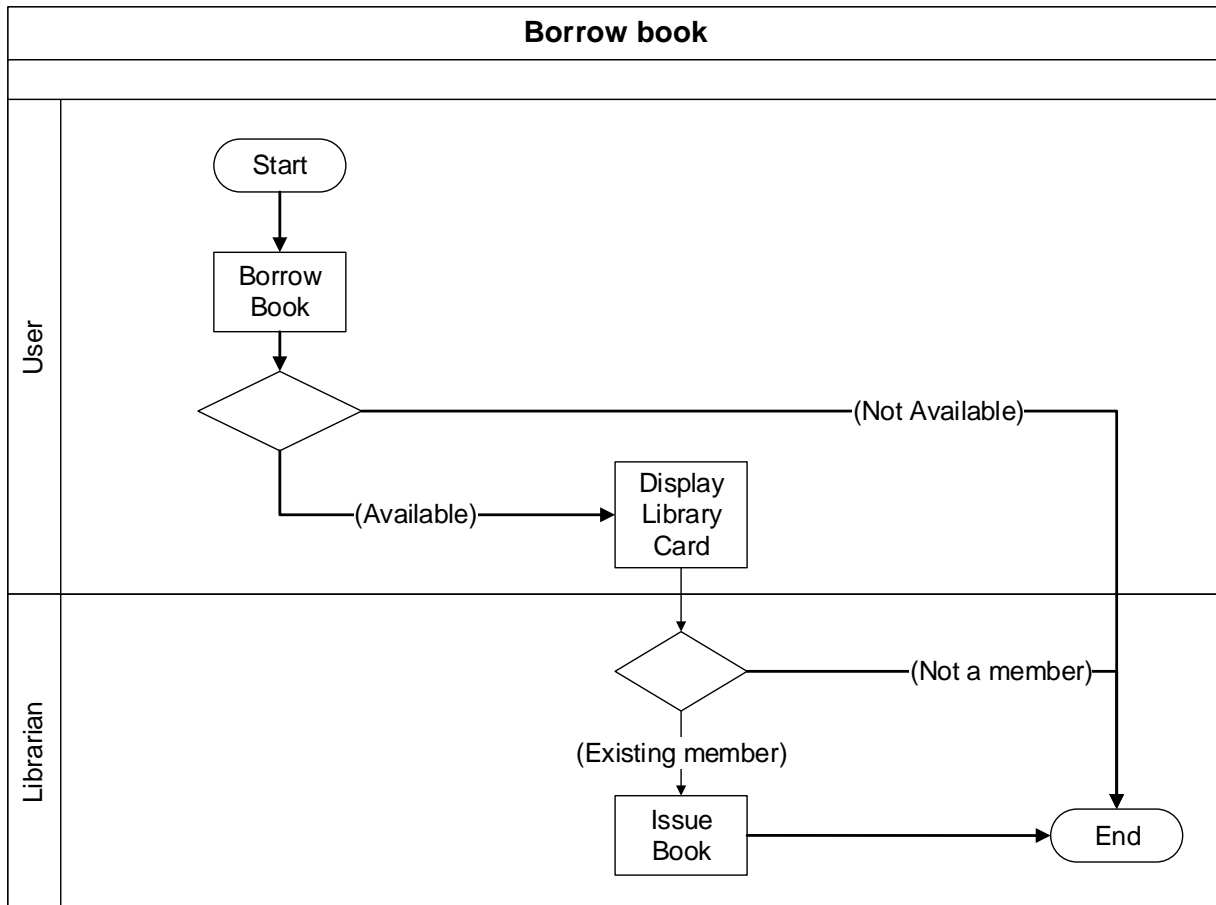 Borrow book
User
Start
Borrow
Book
(Not Available)
(Available)
Display
Library
Card
Librarian
(Not a member)
(Existing member)
Issue
Book
End